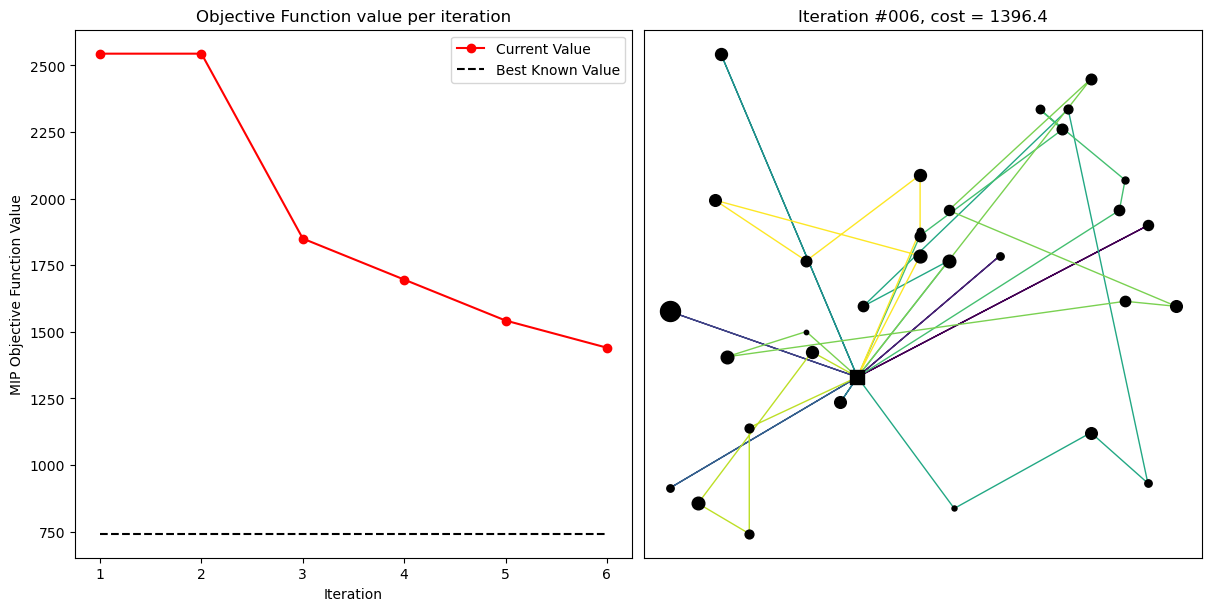 Objective Function value per iteration
Current Value
Best Known Value
MIP Objective Function Value
2500
2250
2000
1750
1500
1250
1000
750
1 2 3 4 5 6
Iteration
Iteration #006, cost = 1396.4